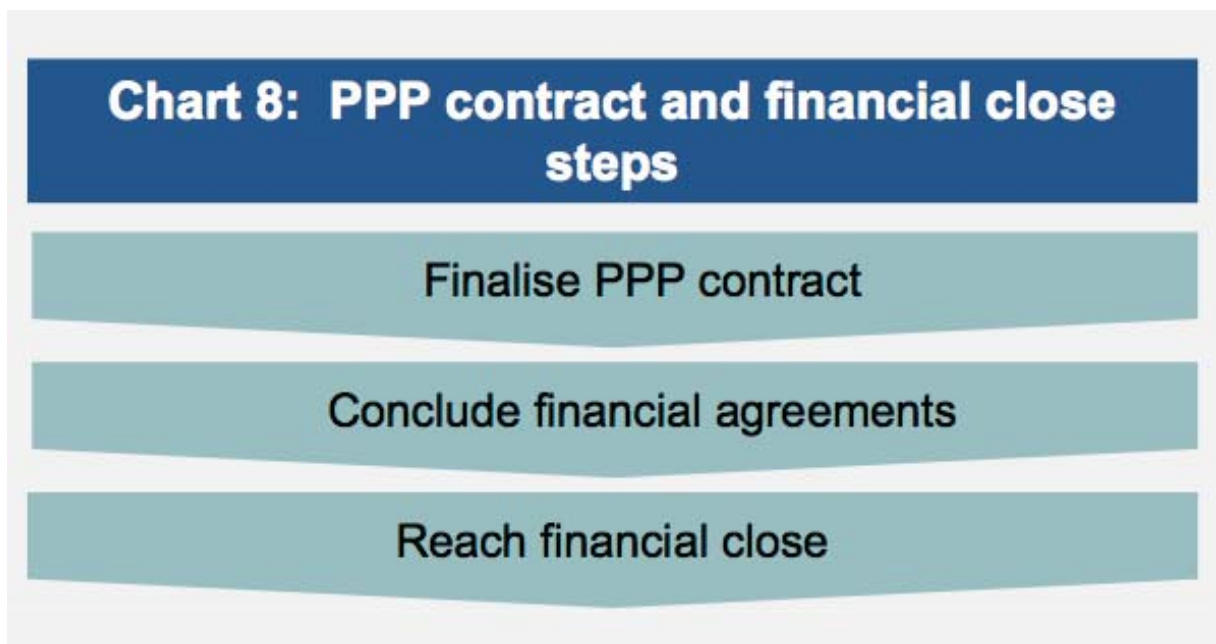 Chart 8:  PPP contract and financial close
steps
Finalise PPP contract
Conclude financial agreements
Reach financial close